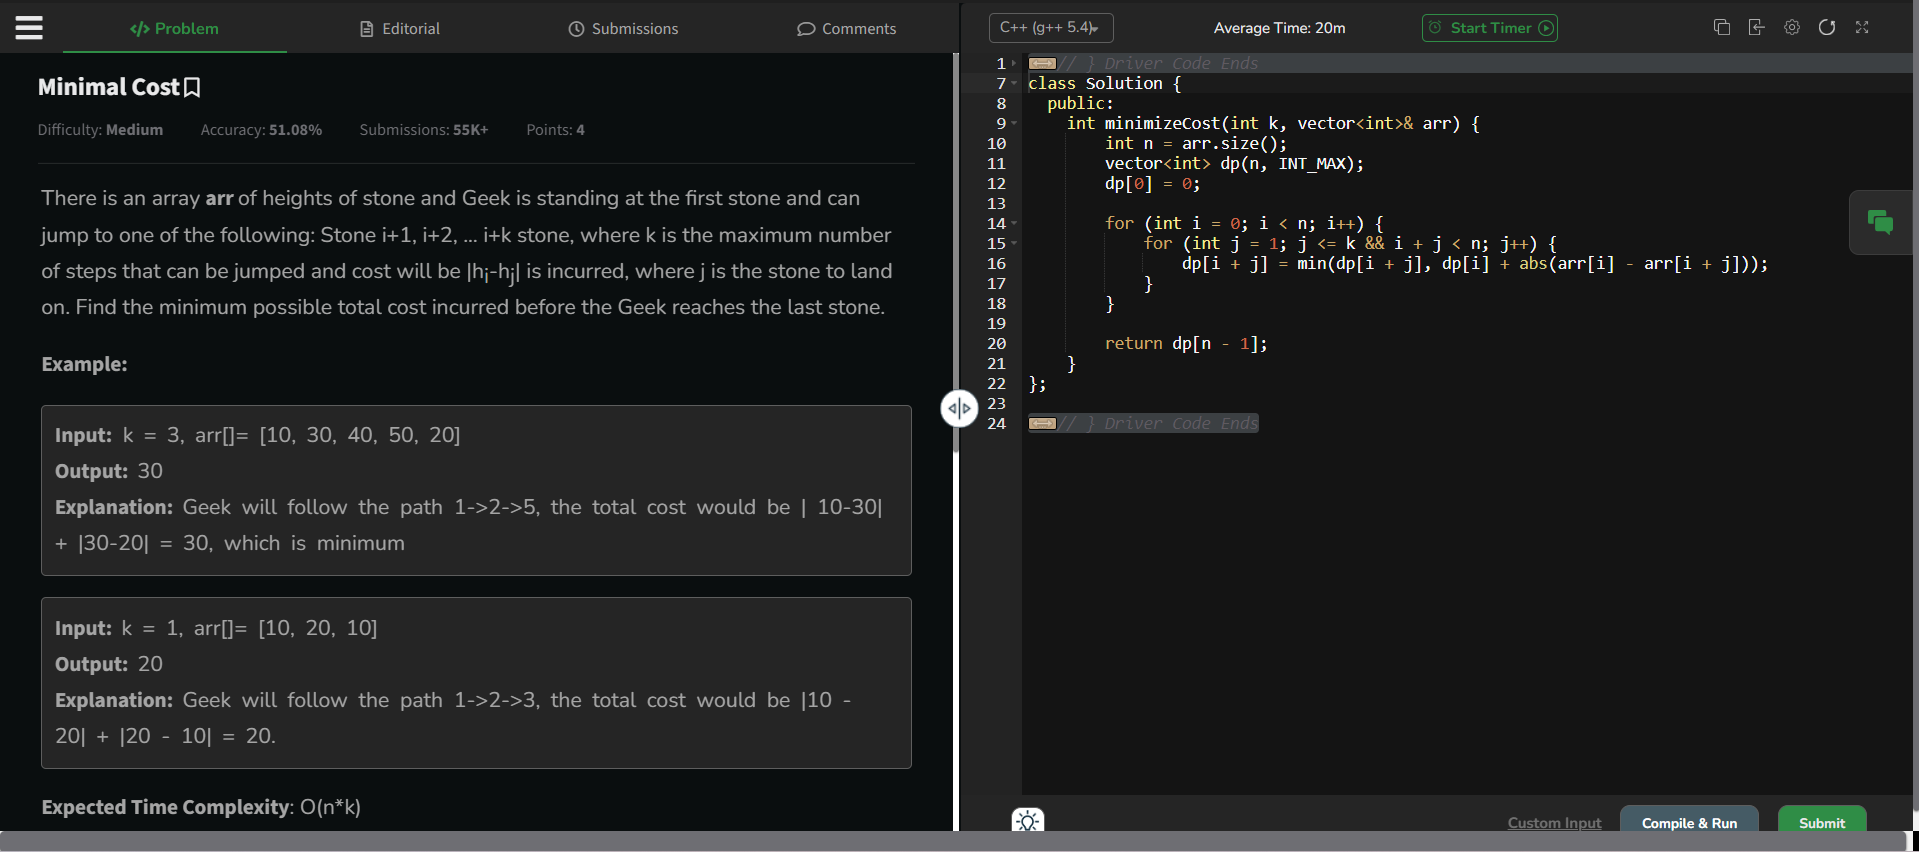 </> Problem
Editorial
Submissions
Comments
Minimal Cost
Difficulty: Medium Accuracy: 51.08% Submissions: 55K+ Points: 4
There is an array arr of heights of stone and Geek is standing at the first stone and can
jump to one of the following: Stone i+1, i+2, ... i+k stone, where k is the maximum number
of steps that can be jumped and cost will be |hi-hj| is incurred, where j is the stone to land
on. Find the minimum possible total cost incurred before the Geek reaches the last stone.
Example:
Input: k = 3, arr[]= [10, 30, 40, 50, 20]
Output: 30
Explanation: Geek will follow the path 1->2->5, the total cost would be | 10-30|
+ |30-20| = 30, which is minimum
Input: k = 1, arr[]= [10, 20, 10]
Output: 20
Explanation: Geek will follow the path 1->2->3, the total cost would be |10 -
20| + |20 - 10| = 20.
Expected Time Complexity: O(n*k)
C++ (g++ 5.4)
Average Time: 20m
Start Timer
1 // } Driver Code Ends
7 class Solution {
8 public:
9 int minimizeCost(int k, vector<int>& arr) {
10 int n = arr.size();
11 vector<int> dp(n, INT_MAX);
12 dp[0] = 0;
13
14 for (int i = 0; i < n; i++) {
15 for (int j = 1; j <= k && i + j < n; j++) {
16 dp[i + j] = min(dp[i + j], dp[i] + abs(arr[i] - arr[i + j]));
17 }
18 }
19
20 return dp[n - 1];
21 }
22 };
23
24 // } Driver Code Ends
Custom Input
Compile & Run
Submit